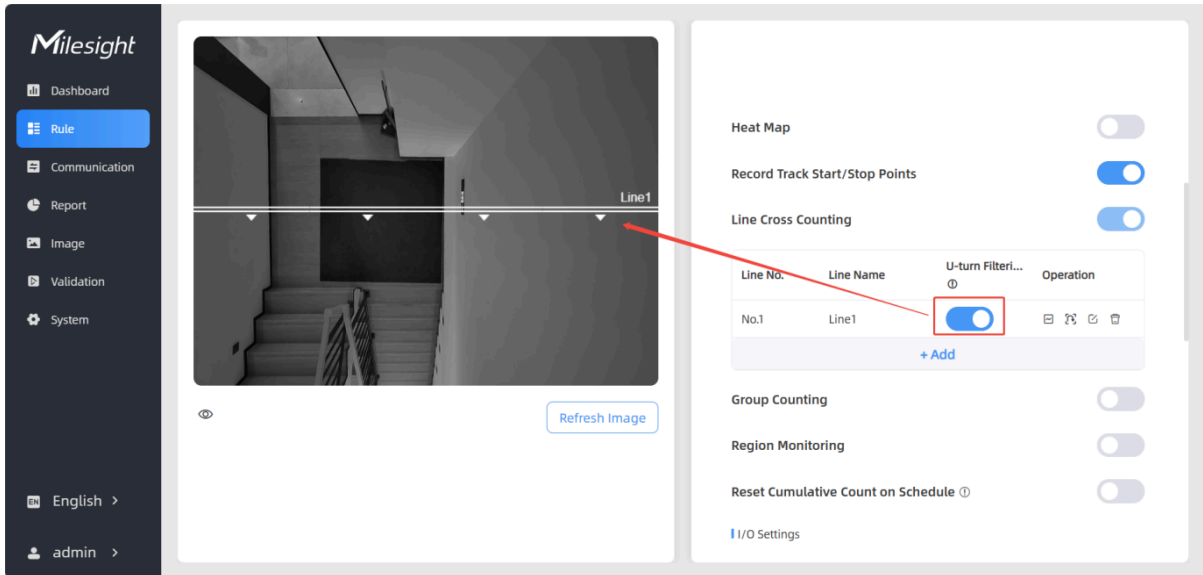 Milesight
Dashboard
Rule
Communication
Report
Image
Validation
System
EN English >
admin >
Line1
Refresh Image
Heat Map
Record Track Start/Stop Points
Line Cross Counting
Line No. Line Name U-turn Filteri... Operation
No.1 Line1
+ Add
Group Counting
Region Monitoring
Reset Cumulative Count on Schedule
I/O Settings